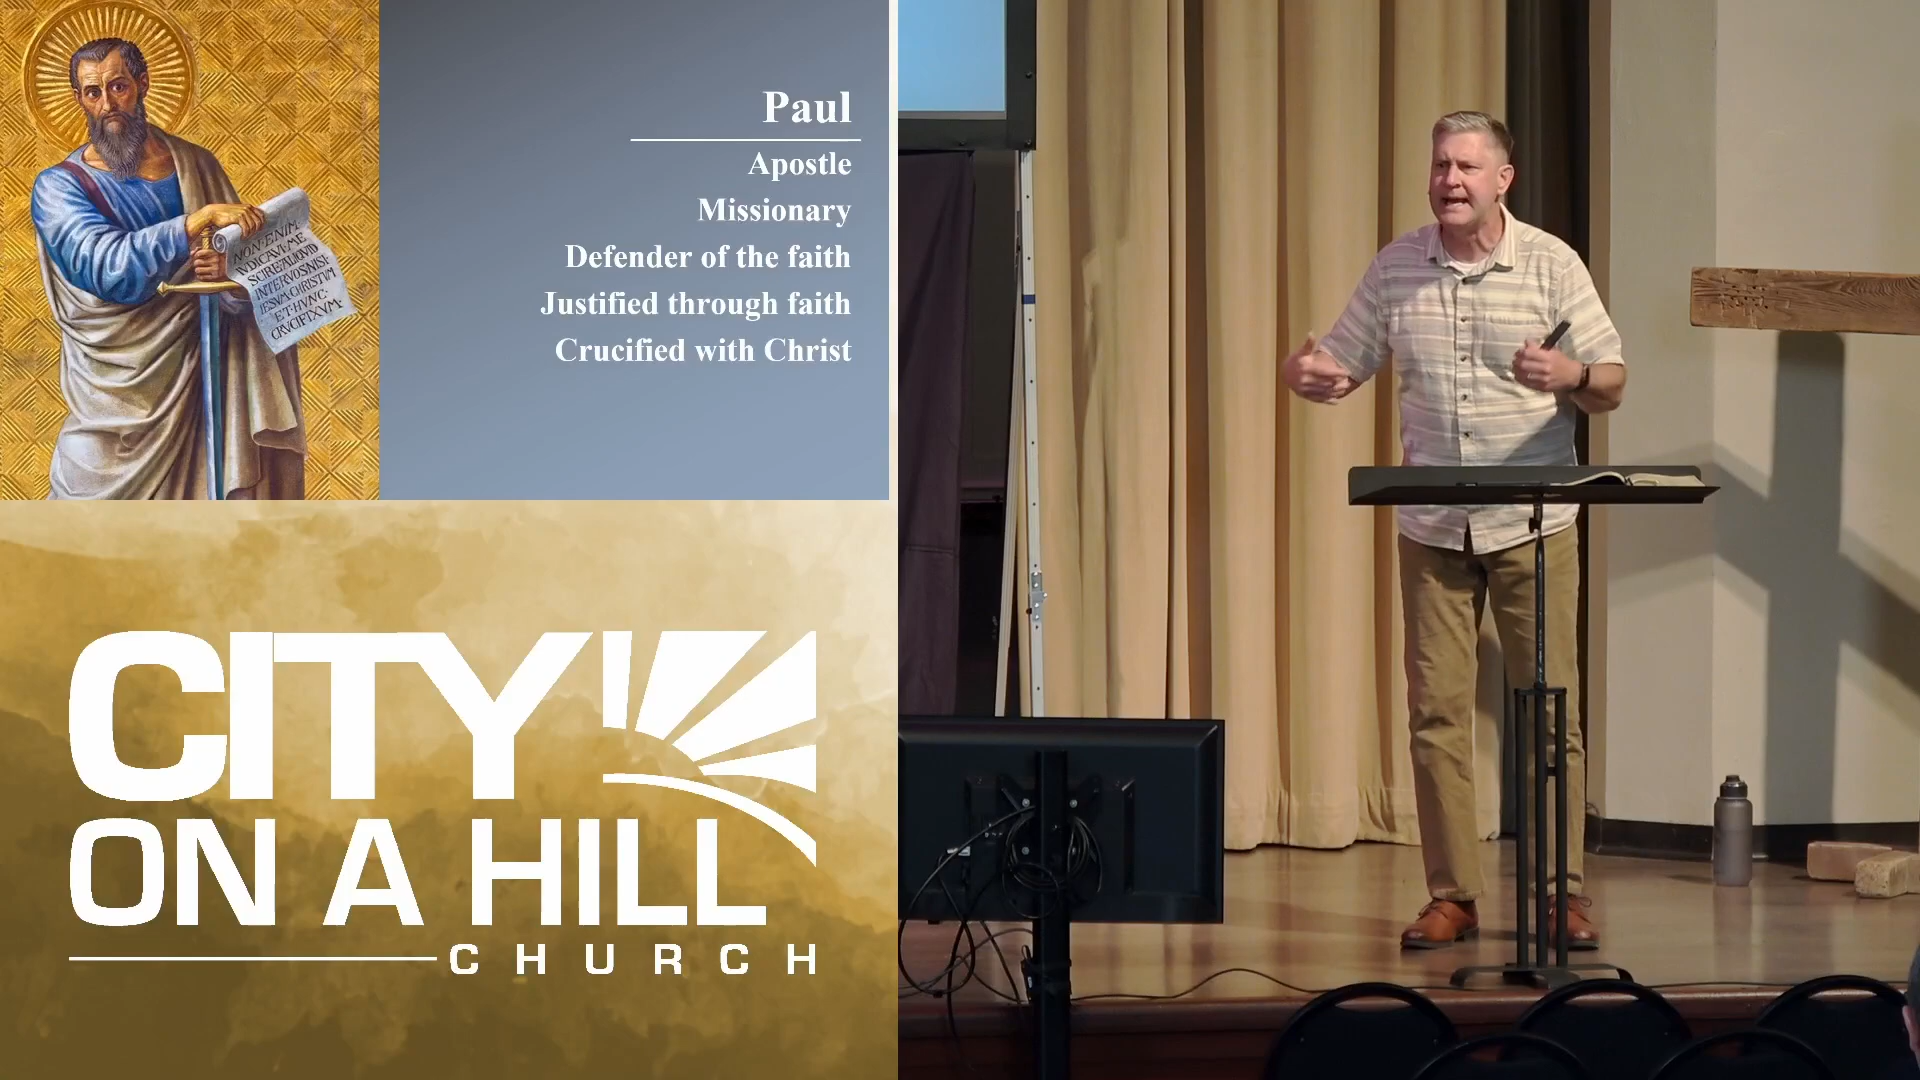 Paul
Apostle
Missionary
Defender of the faith
Justified through faith
Crucified with Christ
NON·ENIM·
IVDICAVI·ME
SCIRE·ALIQVID
INTER·VOS·NISI·
IESVM·CHRISTVM
ET·HVNC·
CRVCIFIXVM·
CITY
ON A HILL
CHURCH